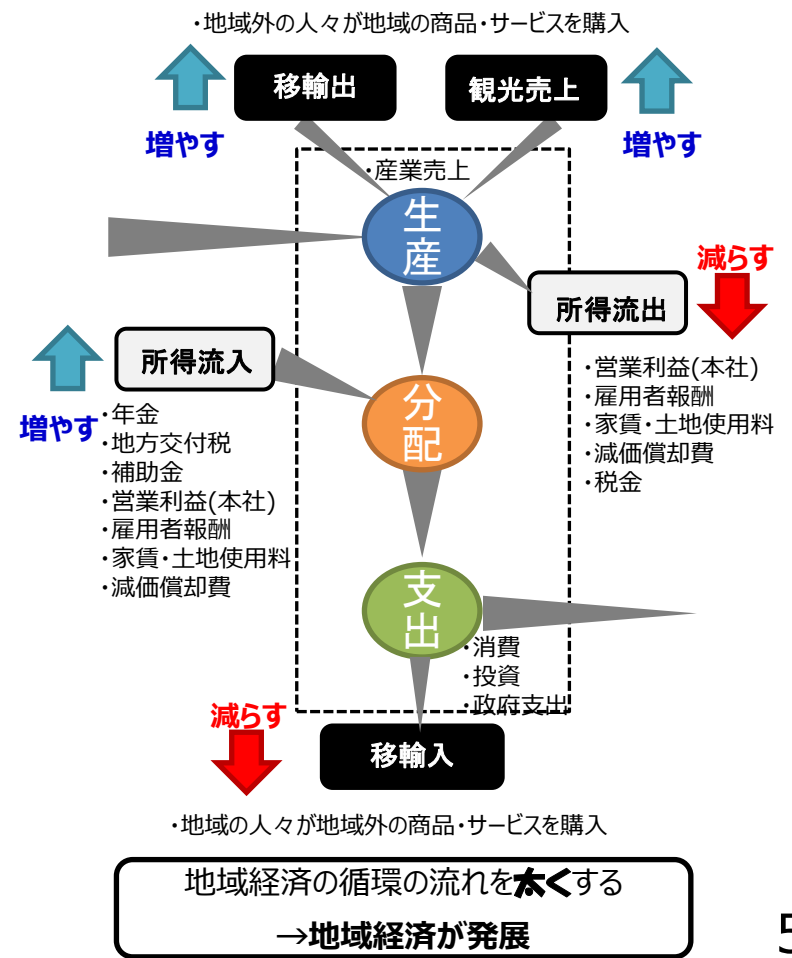 ・地域外の人々が地域の商品・サービスを購入
移輸出
観光売上
増やす
増やす
・産業売上
生産
減らす
所得流出
所得流入
・営業利益(本社)
・雇用者報酬
・家賃・土地使用料
・減価償却費
・税金
増やす
・年金
・地方交付税
・補助金
・営業利益(本社)
・雇用者報酬
・家賃・土地使用料
・減価償却費
分配
支出
・消費
・投資
・政府支出
減らす
移輸入
・地域の人々が地域外の商品・サービスを購入
地域経済の循環の流れを太くする
→地域経済が発展
5